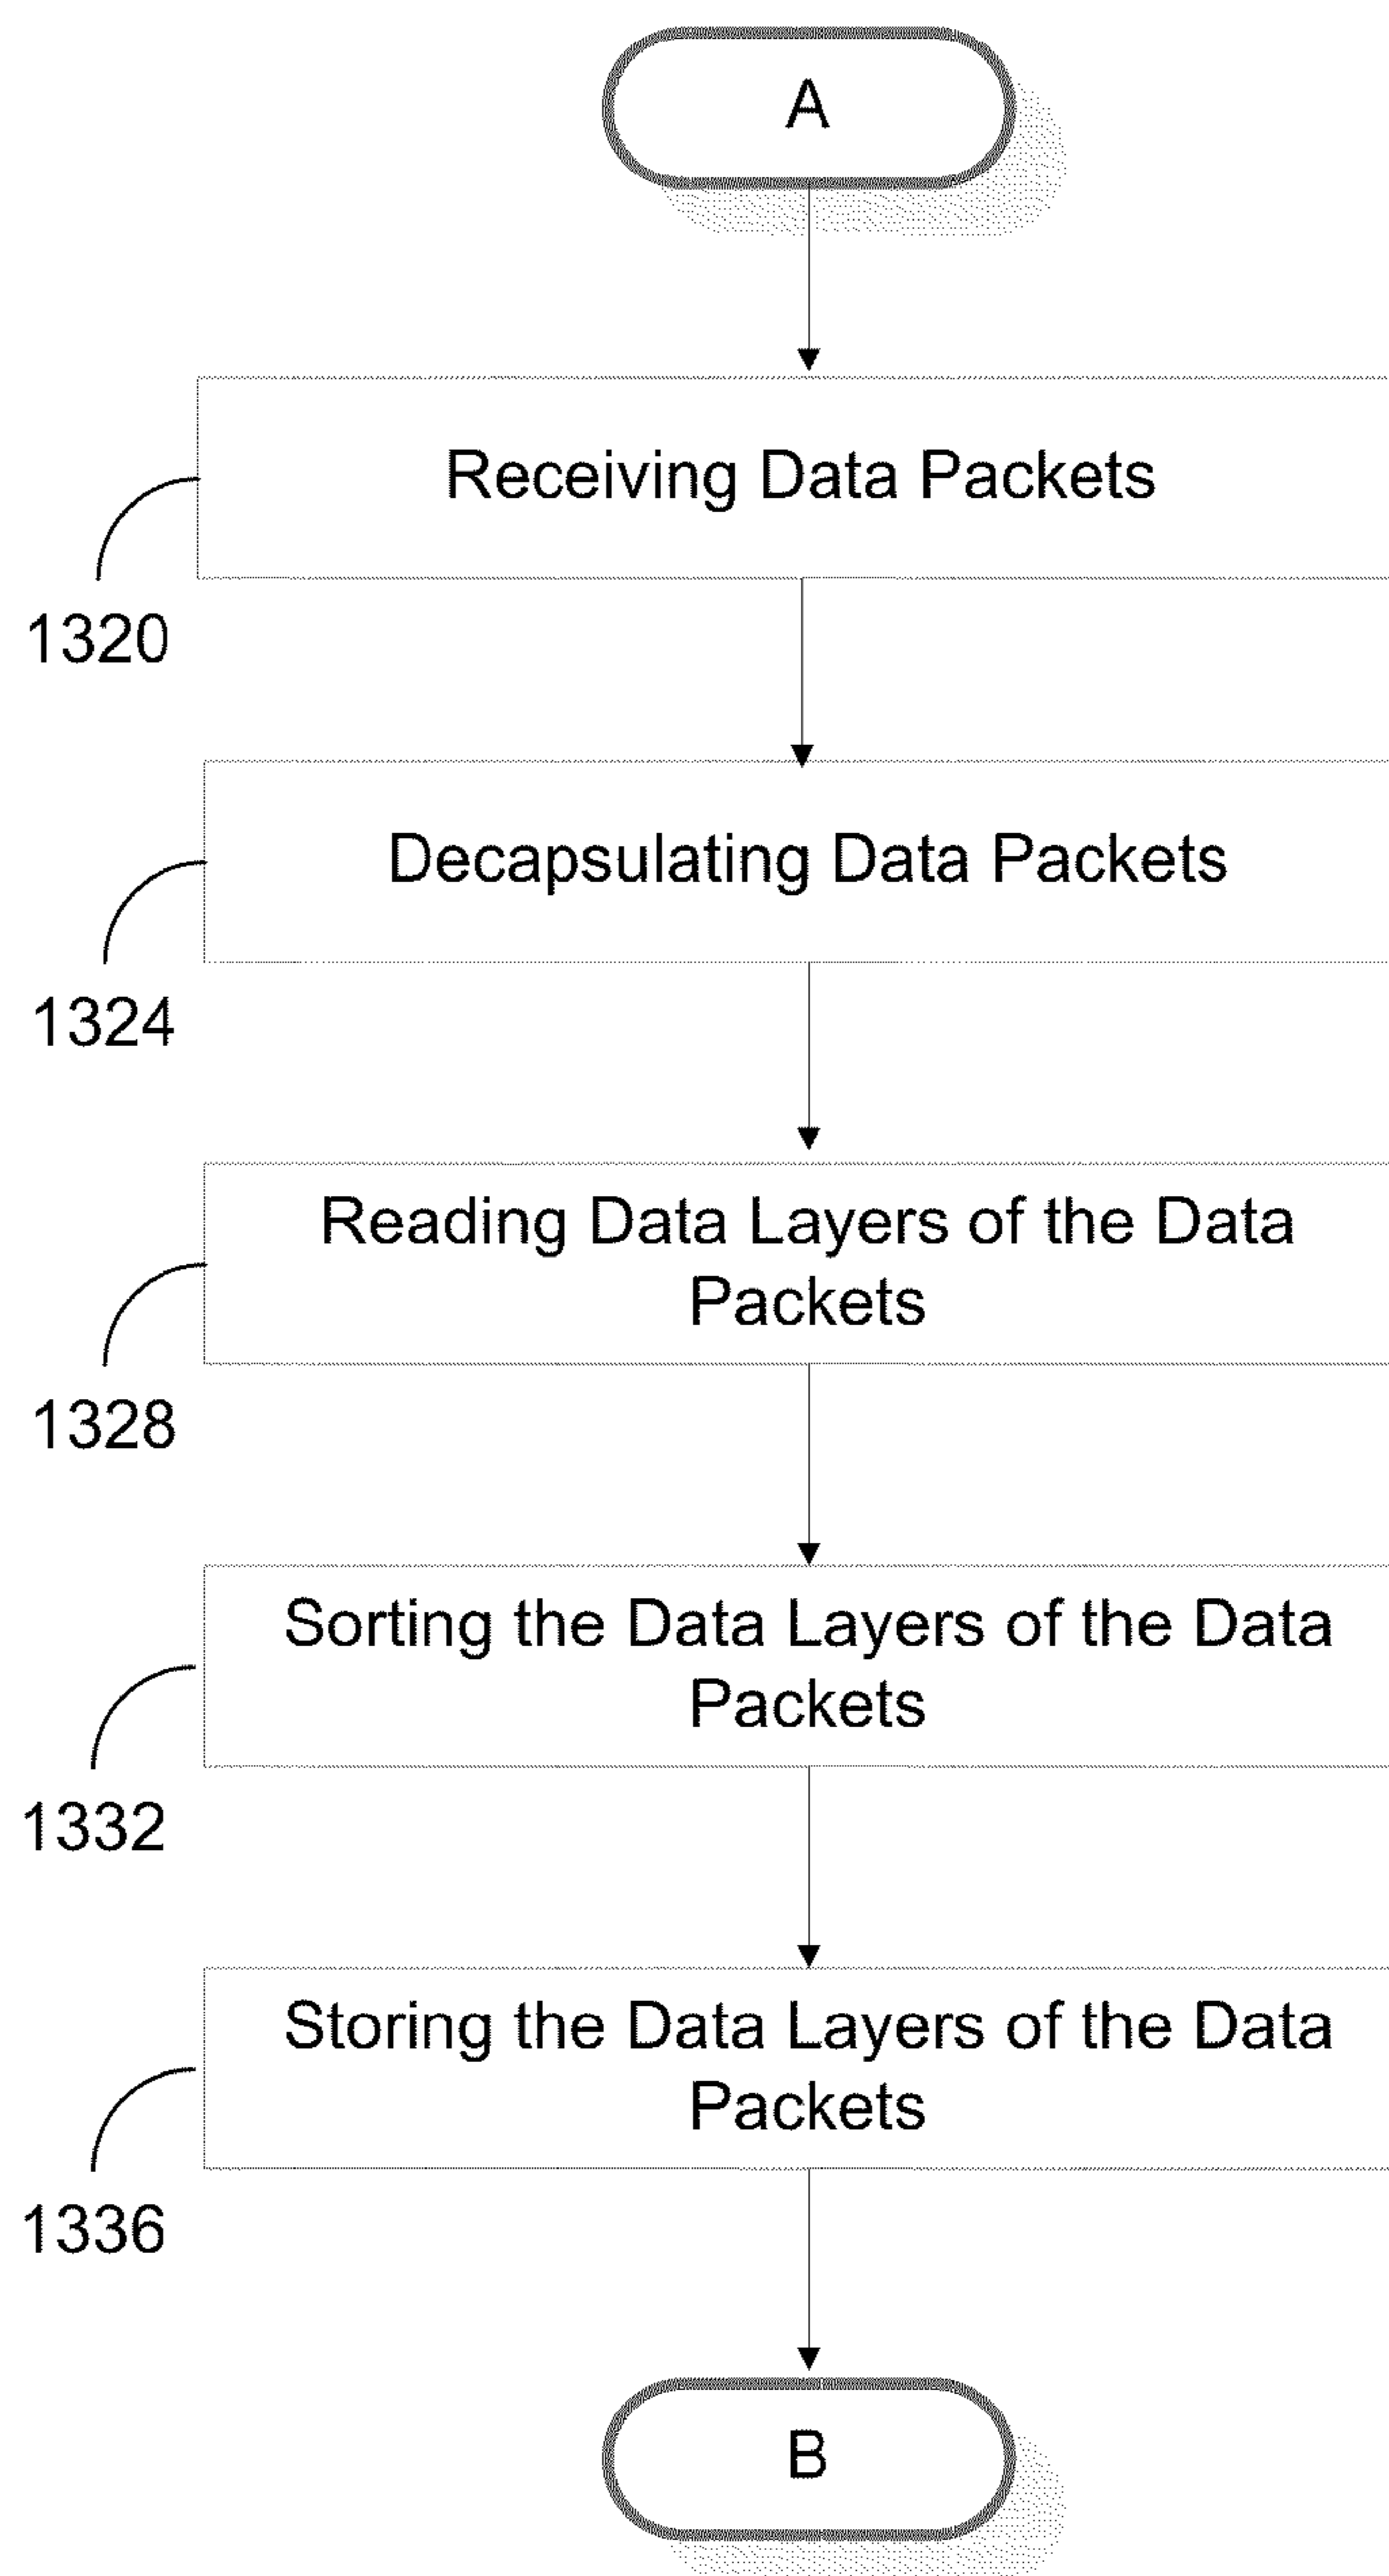 A
Receiving Data Packets
1320
Decapsulating Data Packets
1324
Reading Data Layers of the Data
Packets
1328
Sorting the Data Layers of the Data
Packets
1332
Storing the Data Layers of the Data
Packets
1336
B